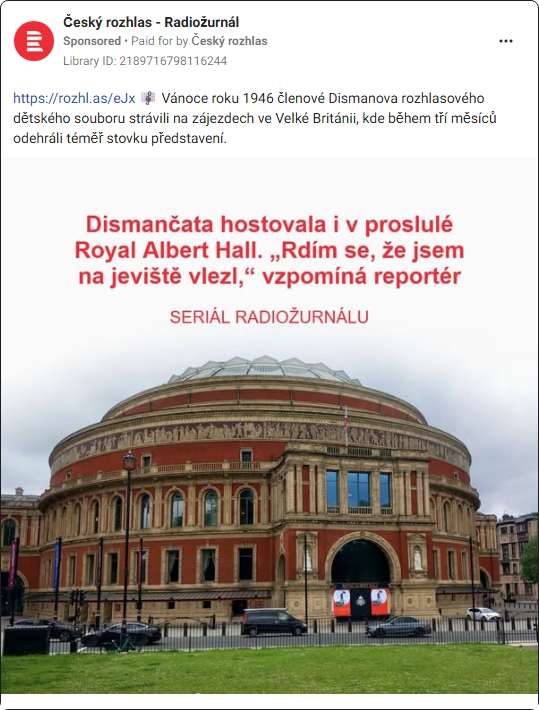 Český rozhlas - Radiožurnál
Sponsored • Paid for by Český rozhlas
Library ID: 2189716798116244
https://rozhl.as/eJx 🎼 Vánoce roku 1946 členové Dismanova rozhlasového
dětského souboru strávili na zájezdech ve Velké Británii, kde během tří měsíců
odehráli téměř stovku představení.
Dismančata hostovala i v proslulé
Royal Albert Hall. „Rdím se, že jsem
na jeviště vlezl,“ vzpomíná reportér
SERIÁL RADIOŽURNÁLU